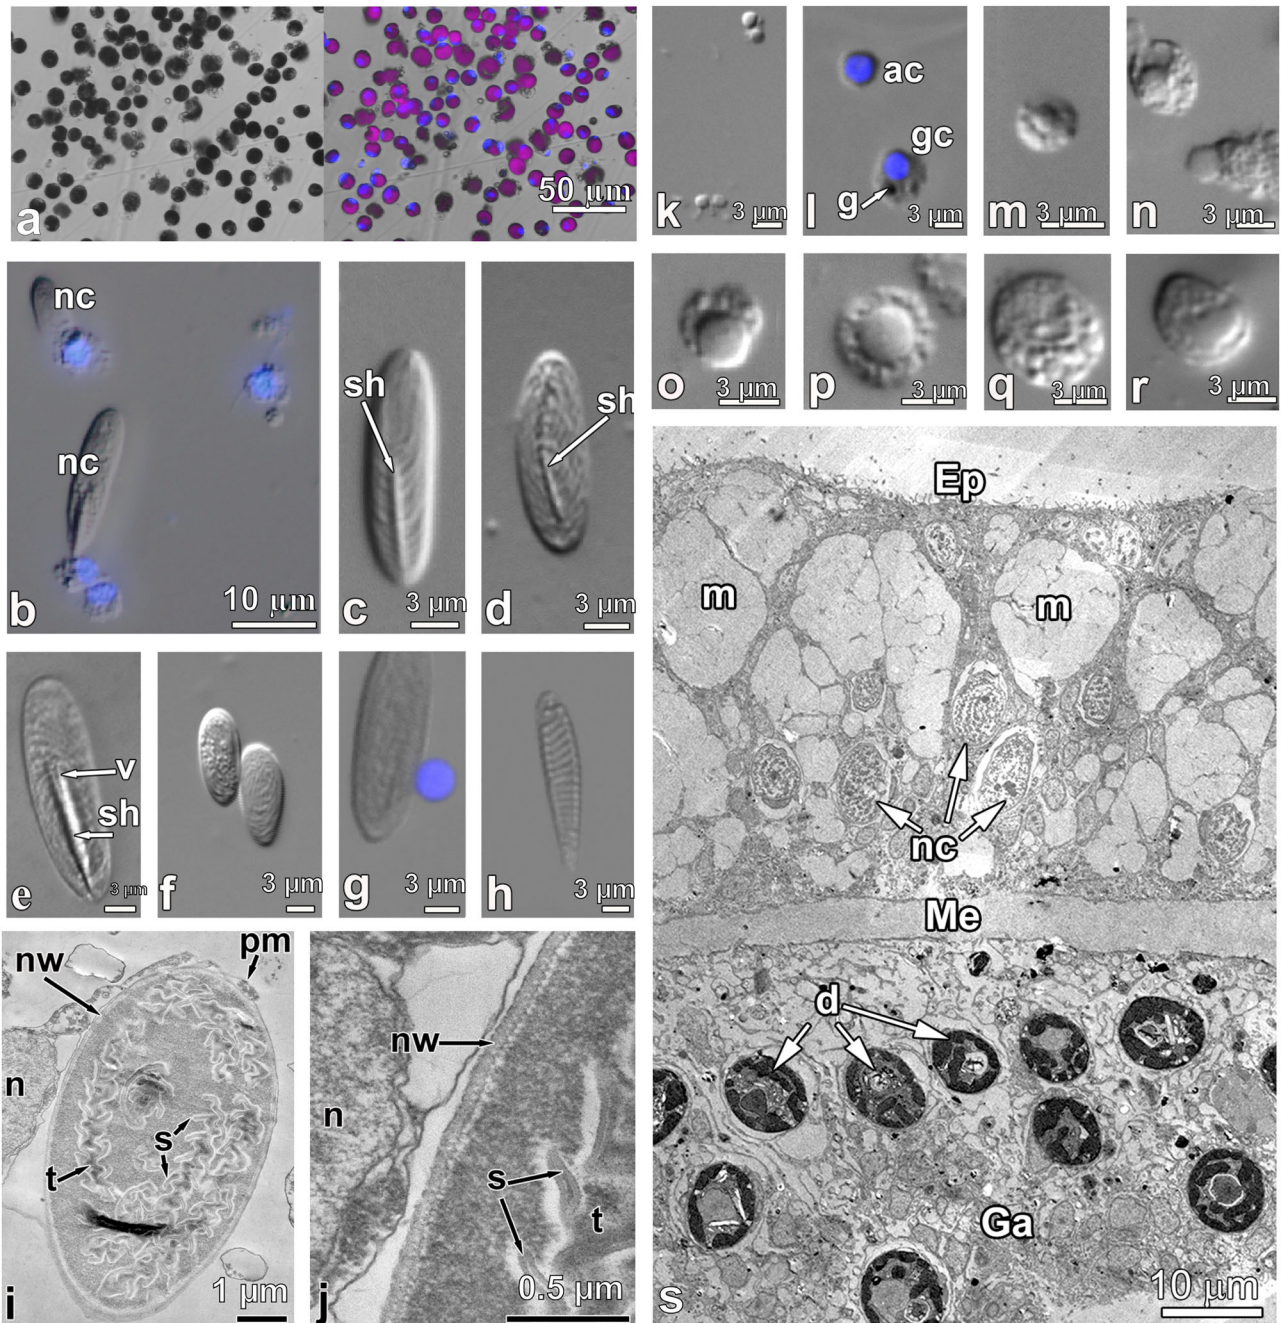 a
50 μm
nc
nc
b
10 μm
sh
c
3 μm
sh
d
3 μm
v
sh
e
3 μm
f
3 μm
g
3 μm
h
3 μm
nw
pm
n
s
t
i
1 μm
nw
n
s
t
j
0.5 μm
k
3 μm
ac
gc
g
l
3 μm
m
3 μm
n
3 μm
o
3 μm
p
3 μm
q
3 μm
r
3 μm
Ep
m
m
nc
Me
d
Ga
s
10 μm